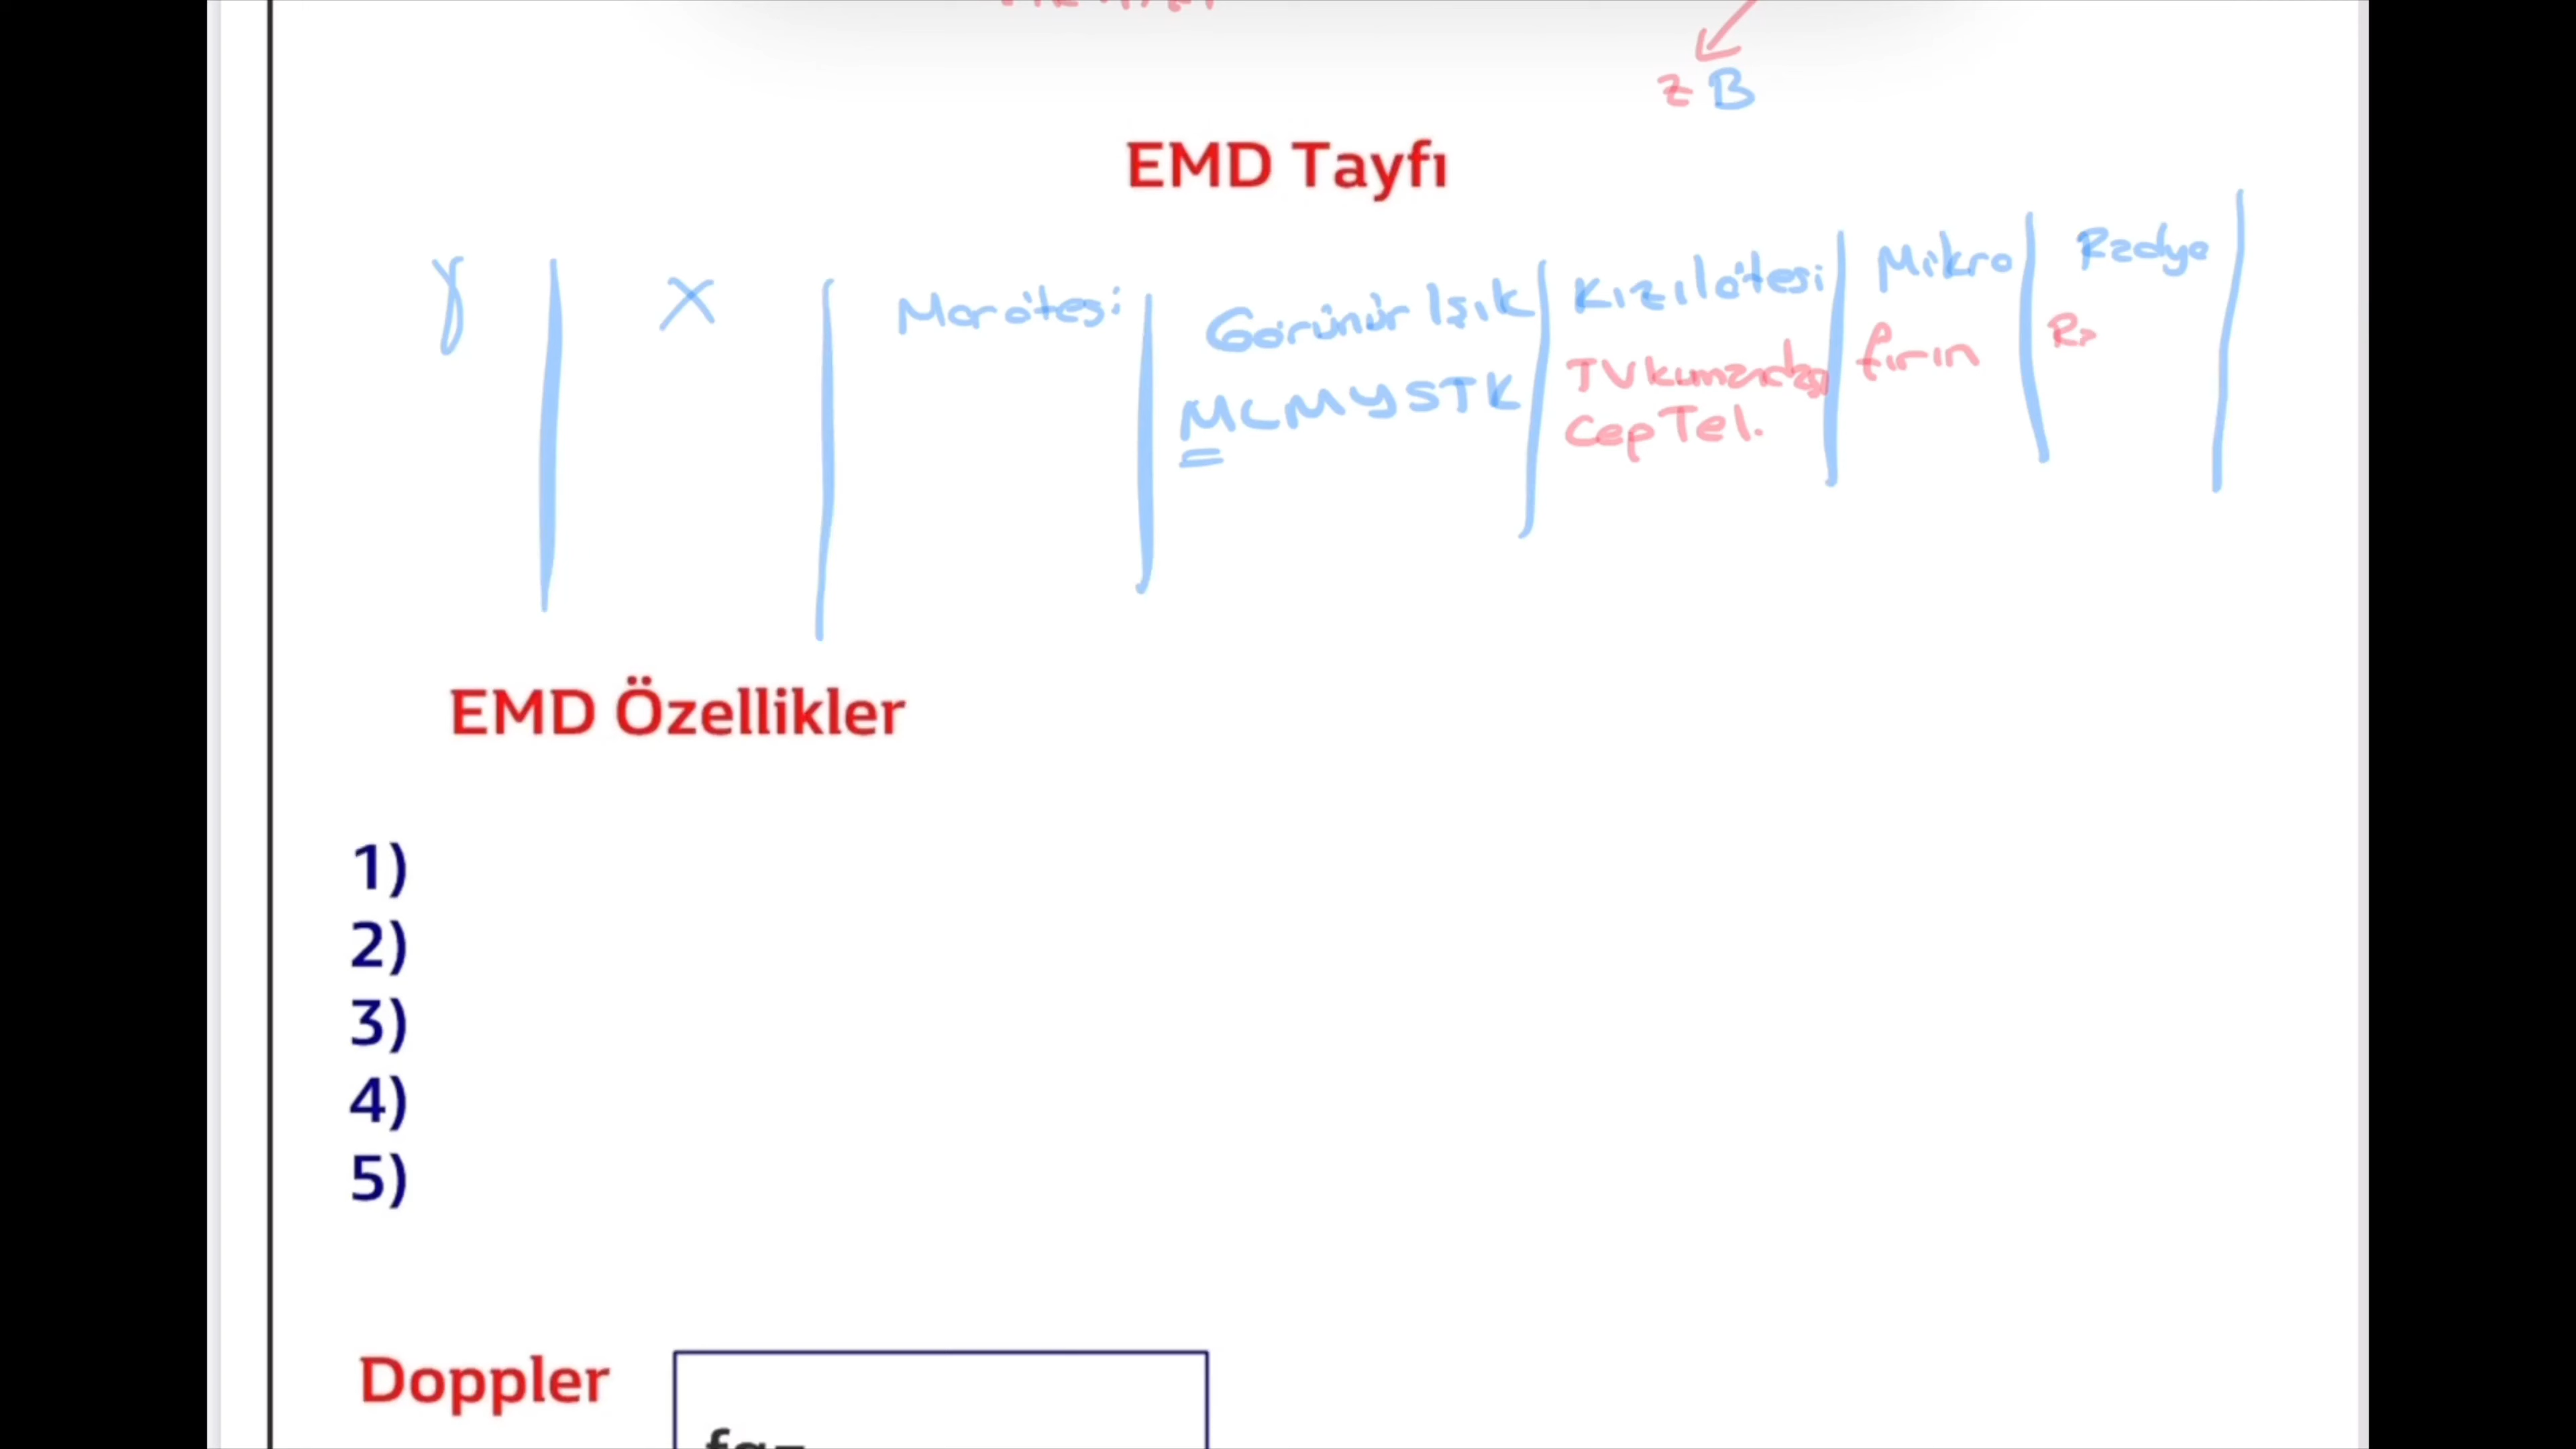 z B
EMD Tayfı
γ X Morötesi Görünür Işık Kızılötesi Mikro Radyo
MLMYSTK TV kumandası fırın Ra
Cep Tel.
EMD Özellikler
1)
2)
3)
4)
5)
Doppler